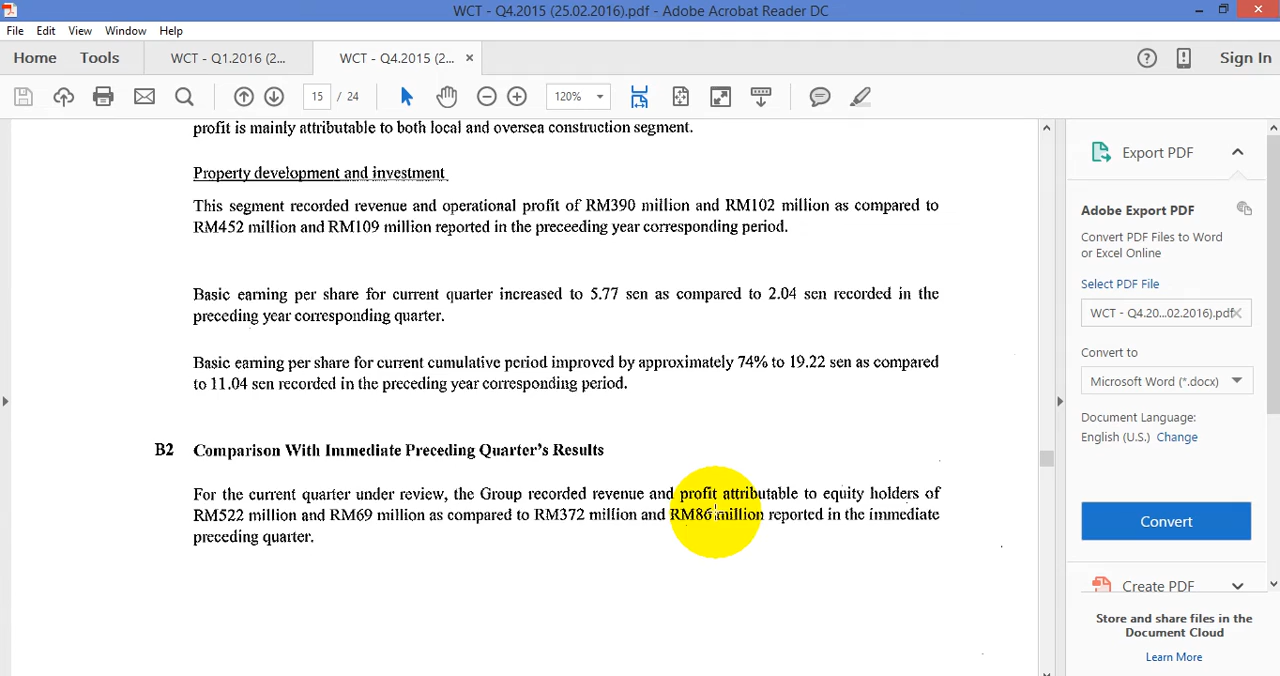 WCT - Q4.2015 (25.02.2016).pdf - Adobe Acrobat Reader DC
File Edit View Window Help
Home Tools WCT - Q1.2016 (2... WCT - Q4.2015 (2... × Sign In
15 / 24 120%
profit is mainly attributable to both local and oversea construction segment.
Property development and investment
This segment recorded revenue and operational profit of RM390 million and RM102 million as compared to
RM452 million and RM109 million reported in the preceeding year corresponding period.
Basic earning per share for current quarter increased to 5.77 sen as compared to 2.04 sen recorded in the
preceding year corresponding quarter.
Basic earning per share for current cumulative period improved by approximately 74% to 19.22 sen as compared
to 11.04 sen recorded in the preceding year corresponding period.
B2 Comparison With Immediate Preceding Quarter's Results
For the current quarter under review, the Group recorded revenue and profit attributable to equity holders of
RM522 million and RM69 million as compared to RM372 million and RM86 million reported in the immediate
preceding quarter.
Export PDF
Adobe Export PDF
Convert PDF Files to Word
or Excel Online
Select PDF File
WCT - Q4.20...02.2016).pdf
Convert to
Microsoft Word (*.docx)
Document Language:
English (U.S.) Change
Convert
Create PDF
Store and share files in the
Document Cloud
Learn More